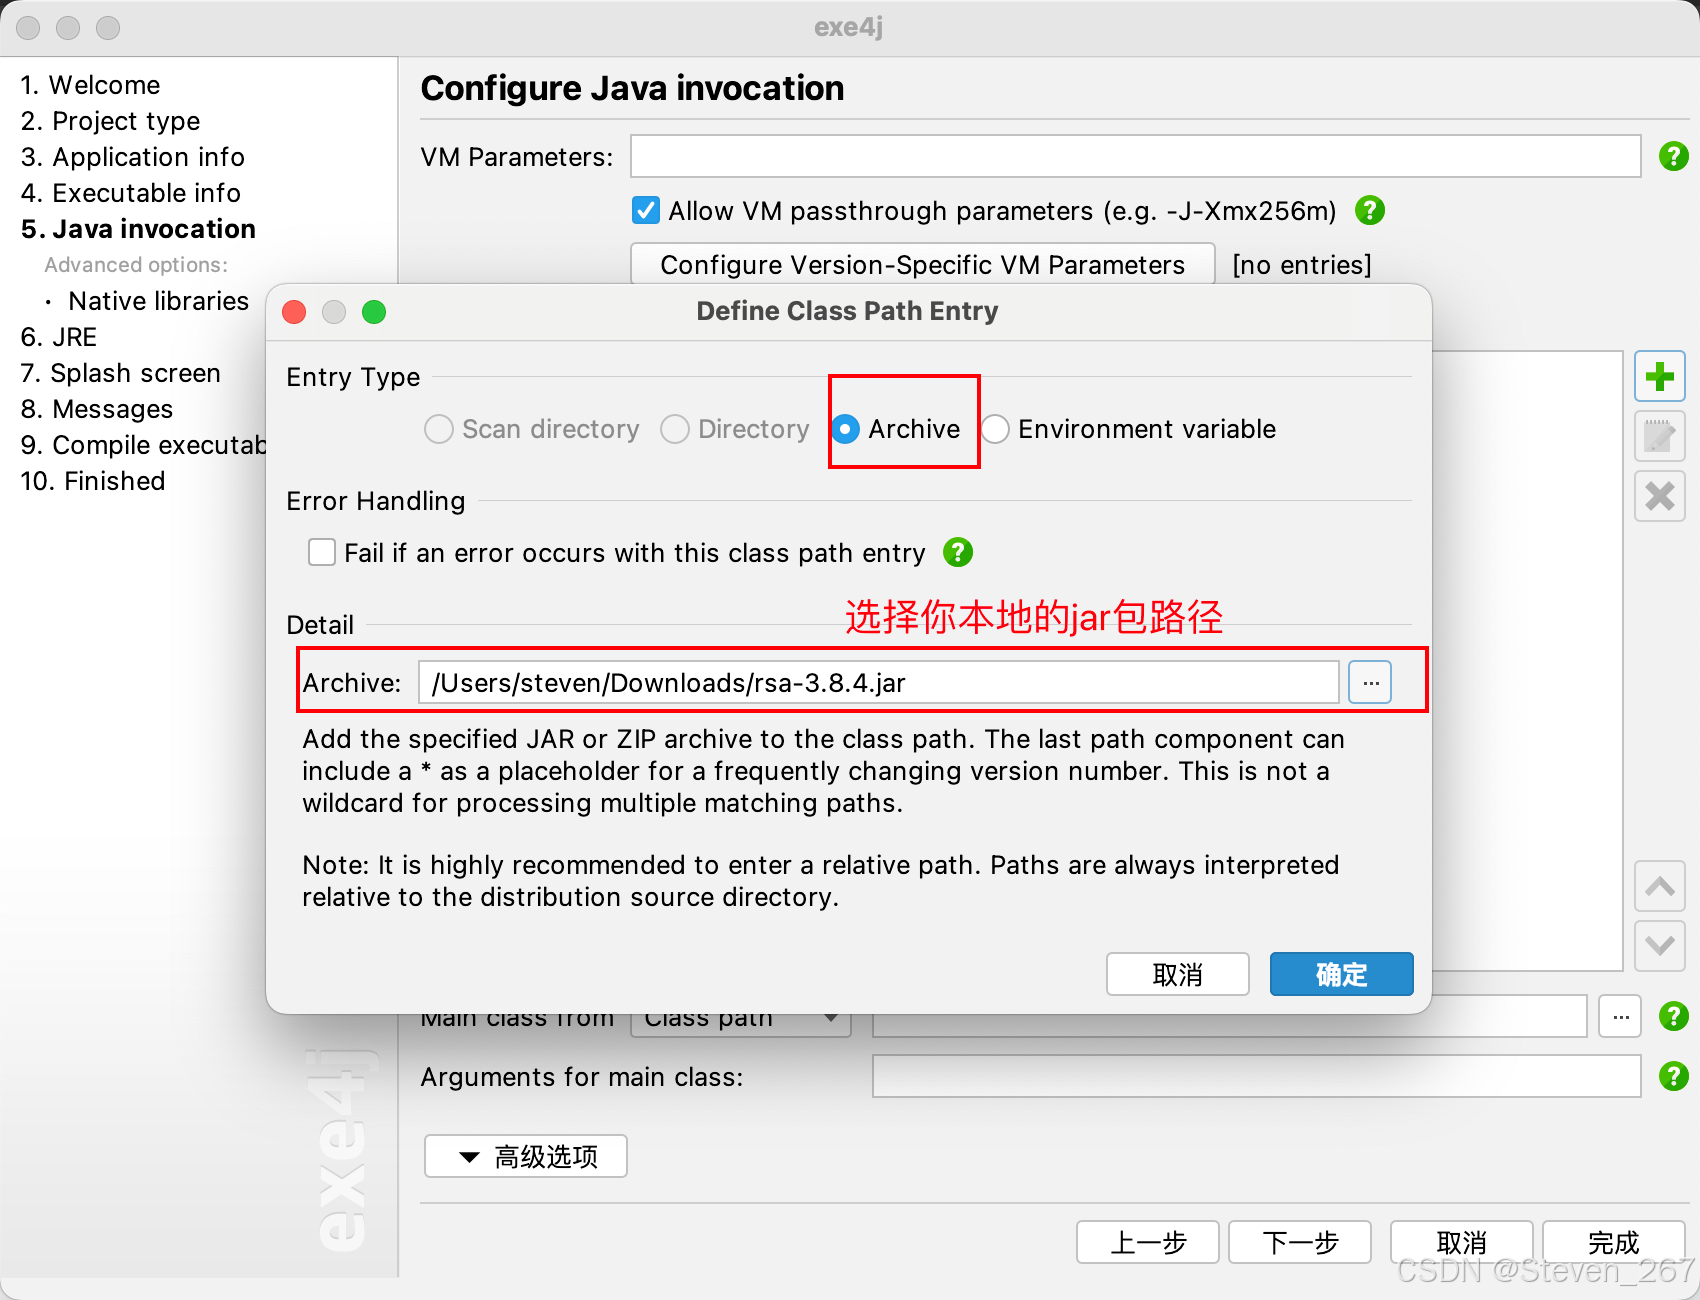 exe4j
1. Welcome
2. Project type
3. Application info
4. Executable info
5. Java invocation
Advanced options:
· Native libraries
6. JRE
7. Splash screen
8. Messages
9. Compile executab
10. Finished
exe4j
Configure Java invocation
VM Parameters:
Allow VM passthrough parameters (e.g. -J-Xmx256m)
Configure Version-Specific VM Parameters [no entries]
Define Class Path Entry
Entry Type
Scan directory Directory Archive Environment variable
Error Handling
Fail if an error occurs with this class path entry
选择你本地的jar包路径
Detail
Archive: /Users/steven/Downloads/rsa-3.8.4.jar ...
Add the specified JAR or ZIP archive to the class path. The last path component can
include a * as a placeholder for a frequently changing version number. This is not a
wildcard for processing multiple matching paths.
Note: It is highly recommended to enter a relative path. Paths are always interpreted
relative to the distribution source directory.
取消 确定
Main class from Class path ...
Arguments for main class:
高级选项
上一步 下一步 取消 完成
CSDN @Steven_267